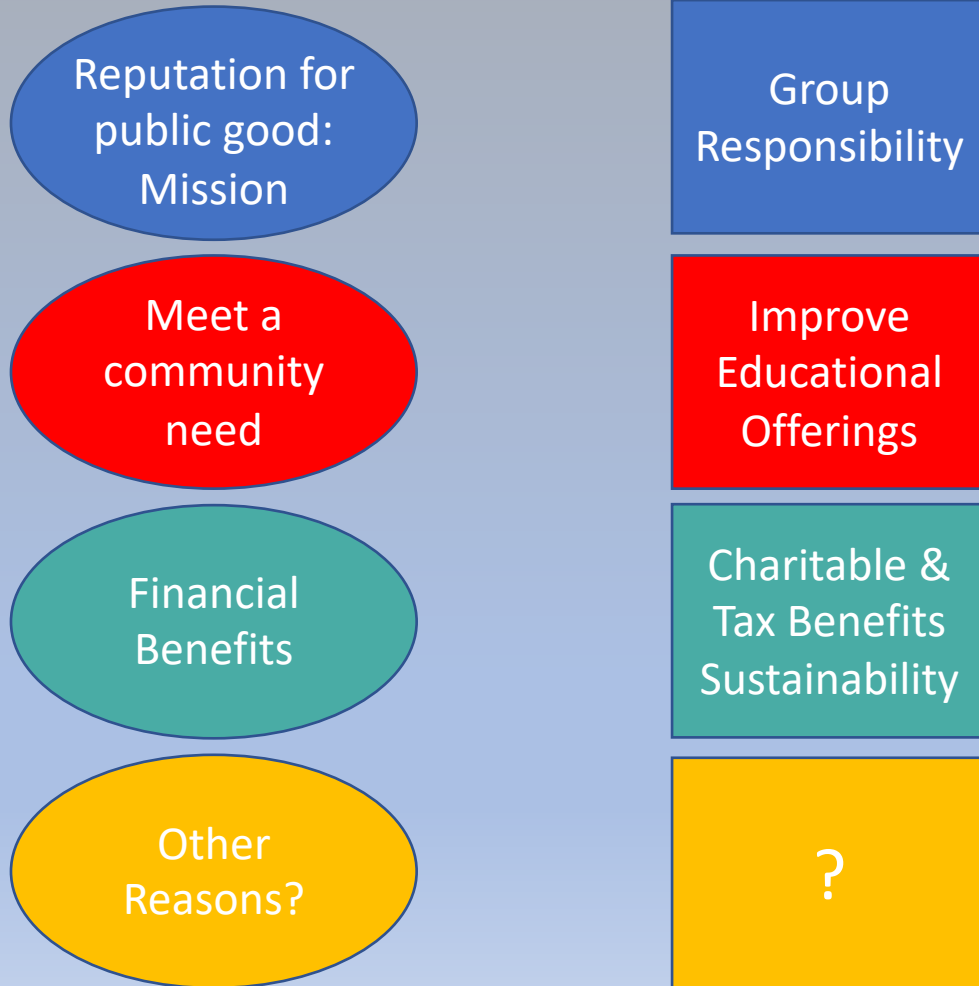 Reputation for
public good:
Mission
Group
Responsibility
Meet a
community
need
Improve
Educational
Offerings
Financial
Benefits
Charitable &
Tax Benefits
Sustainability
Other
Reasons?
?